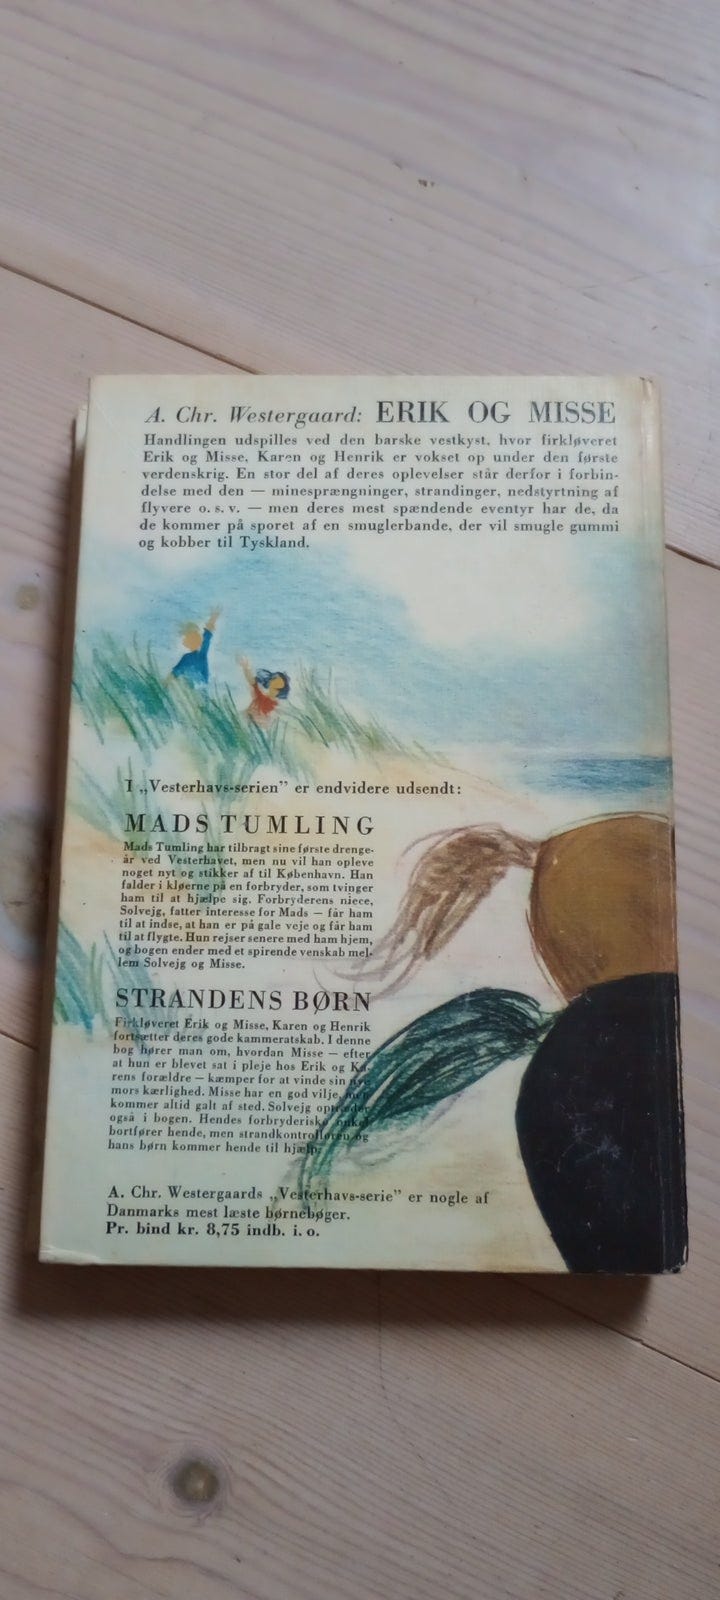 A. Chr. Westergaard: ERIK OG MISSE
Handlingen udspilles ved den barske vestkyst, hvor firkløveret
Erik og Misse, Karen og Henrik er vokset op under den første
verdenskrig. En stor del af deres oplevelser står derfor i forbin-
delse med den — minesprængninger, strandinger, nedstyrtning af
flyvere o. s. v. — men deres mest spændende eventyr har de, da
de kommer på sporet af en smuglerbande, der vil smugle gummi
og kobber til Tyskland.
I „Vesterhavs-serien” er endvidere udsendt:
MADS TUMLING
Mads Tumling har tilbragt sine første drenge-
år ved Vesterhavet, men nu vil han opleve
noget nyt og stikker af til København. Han
falder i kløerne på en forbryder, som tvinger
ham til at hjælpe sig. Forbryderens niece,
Solvejg, fatter interesse for Mads — får ham
til at indse, at han er på gale veje og får ham
til at flygte. Hun rejser senere med ham hjem,
og bogen ender med et spirende venskab mel-
lem Solvejg og Misse.
STRANDENS BØRN
Firkløveret Erik og Misse, Karen og Henrik
fortsætter deres gode kammeratskab. I denne
bog hører man om, hvordan Misse — efter
at hun er blevet sat i pleje hos Erik og Ka-
rens forældre — kæmper for at vinde sin nye
mors kærlighed. Misse har en god vilje, men
kommer altid galt af sted. Solvejg optræder
også i bogen. Hendes forbryderiske onkel
bortfører hende, men strandkontrolløren og
hans børn kommer hende til hjælp.
A. Chr. Westergaards „Vesterhavs-serie” er nogle af
Danmarks mest læste børnebøger.
Pr. bind kr. 8,75 indb. i. o.